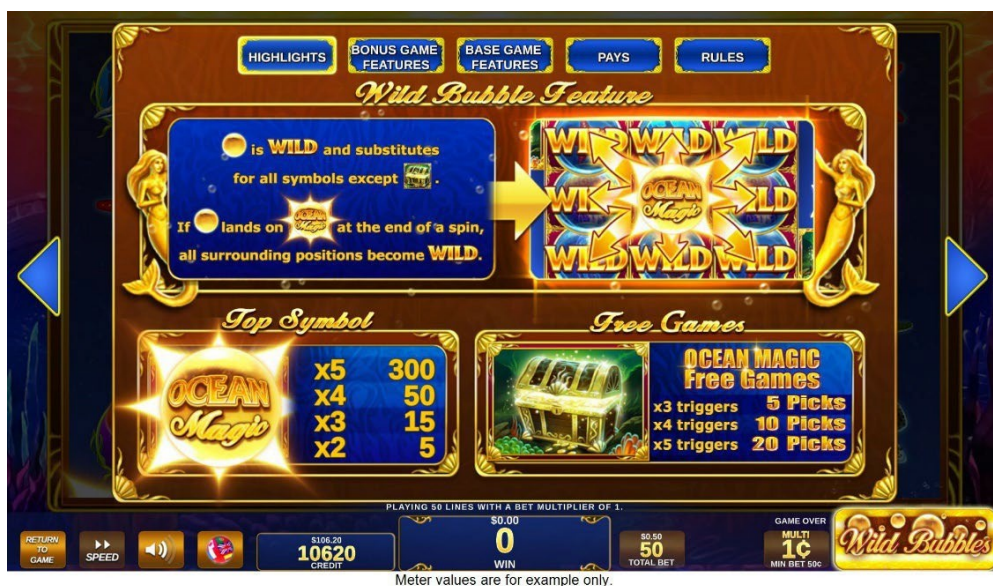 HIGHLIGHTS
BONUS GAME
FEATURES
BASE GAME
FEATURES
PAYS
RULES
Wild Bubble Feature
is WILD and substitutes
for all symbols except .
If lands on OCEAN Magic at the end of a spin,
all surrounding positions become WILD.
WILD WILD WILD
WILD OCEAN Magic WILD
WILD WILD WILD
Top Symbol
OCEAN
Magic
x5 300
x4 50
x3 15
x2 5
Free Games
OCEAN MAGIC
Free Games
x3 triggers 5 Picks
x4 triggers 10 Picks
x5 triggers 20 Picks
PLAYING 50 LINES WITH A BET MULTIPLIER OF 1.
RETURN
TO
GAME
SPEED
$106.20
10620
CREDIT
$0.00
0
WIN
$0.50
50
TOTAL BET
GAME OVER
MULTI
1¢
MIN BET 50¢
Wild Bubbles
Meter values are for example only.